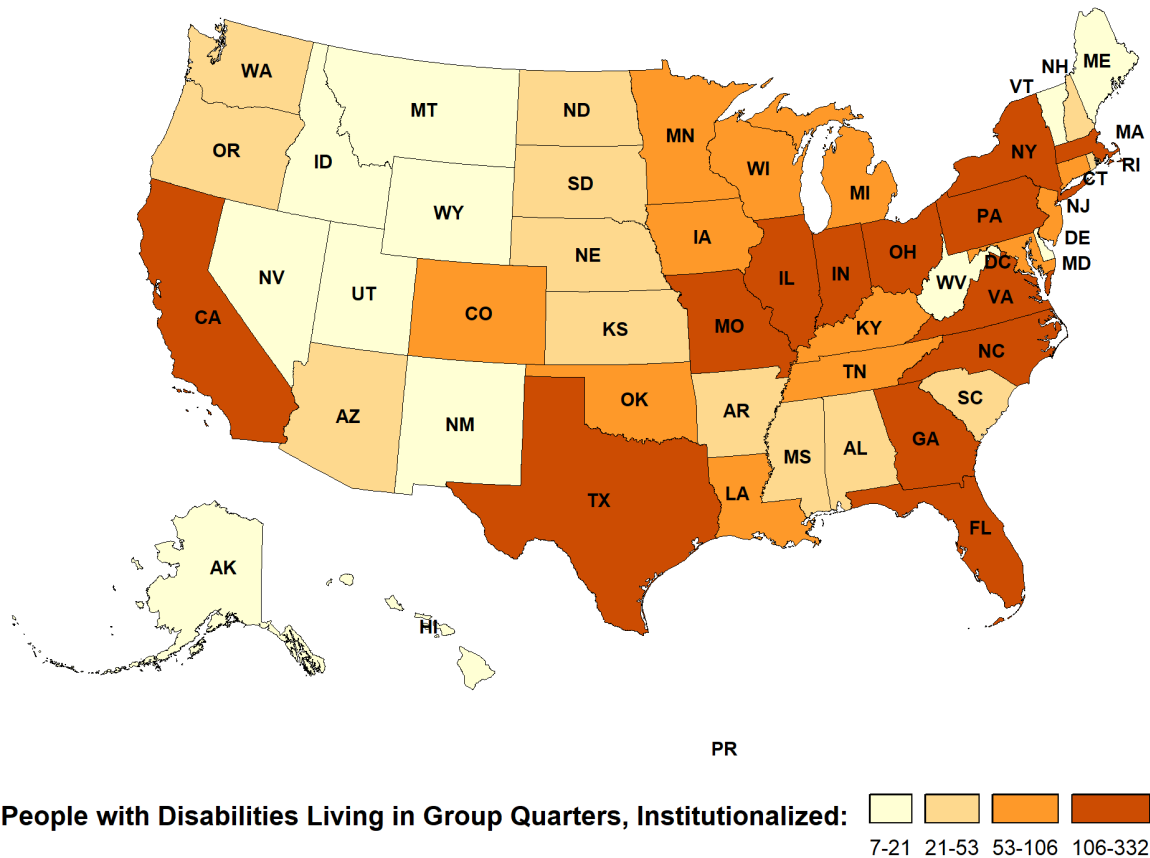 ME
NH
VT
WA
MT
ND
MA
MN
OR
NY
RI
ID
WI
SD
CT
MI
NJ
WY
PA
IA
DE
OH
NE
DC
MD
NV
IL
IN
WV
UT
VA
CO
CA
MO
KY
KS
NC
TN
OK
SC
AR
AZ
NM
GA
AL
MS
LA
TX
FL
AK
HI
PR
People with Disabilities Living in Group Quarters, Institutionalized:
7-21 21-53 53-106 106-332